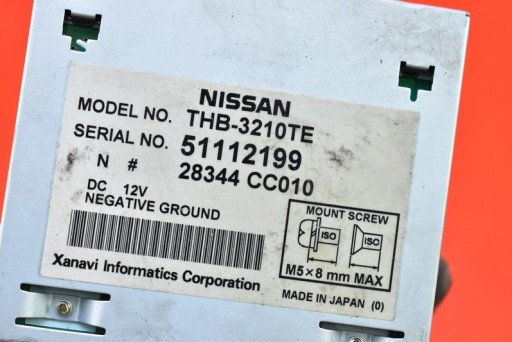 NISSAN
MODEL NO. THB-3210TE
SERIAL NO. 51112199
N # 28344 CC010
DC 12V
NEGATIVE GROUND
MOUNT SCREW
ISO ISO
M5×8 mm MAX
Xanavi Informatics Corporation
MADE IN JAPAN (0)